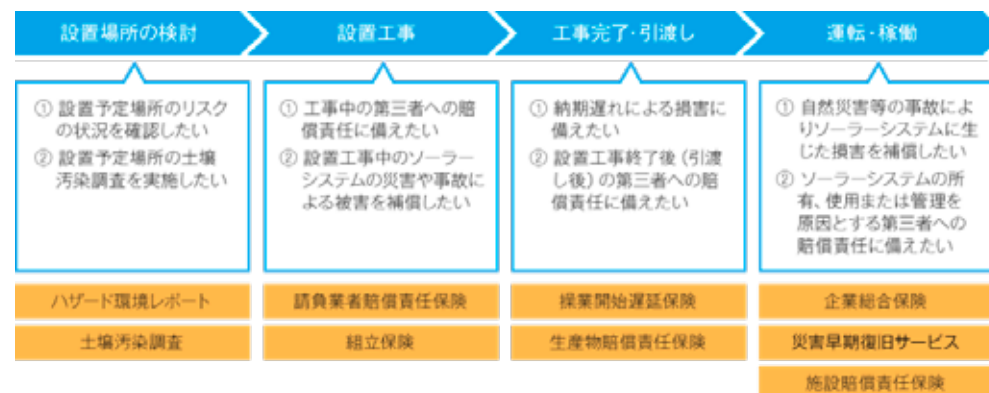 設置場所の検討
設置工事
工事完了・引渡し
運転・稼働
① 設置予定場所のリスク
の状況を確認したい
② 設置予定場所の土壌
汚染調査を実施したい
① 工事中の第三者への賠
償責任に備えたい
② 設置工事中のソーラー
システムの災害や事故に
よる被害を補償したい
① 納期遅れによる損害に
備えたい
② 設置工事終了後（引渡
し後）の第三者への賠
償責任に備えたい
① 自然災害等の事故によ
りソーラーシステムに生
じた損害を補償したい
② ソーラーシステムの所
有、使用または管理を
原因とする第三者への
賠償責任に備えたい
ハザード環境レポート
土壌汚染調査
請負業者賠償責任保険
組立保険
操業開始遅延保険
生産物賠償責任保険
企業総合保険
災害早期復旧サービス
施設賠償責任保険